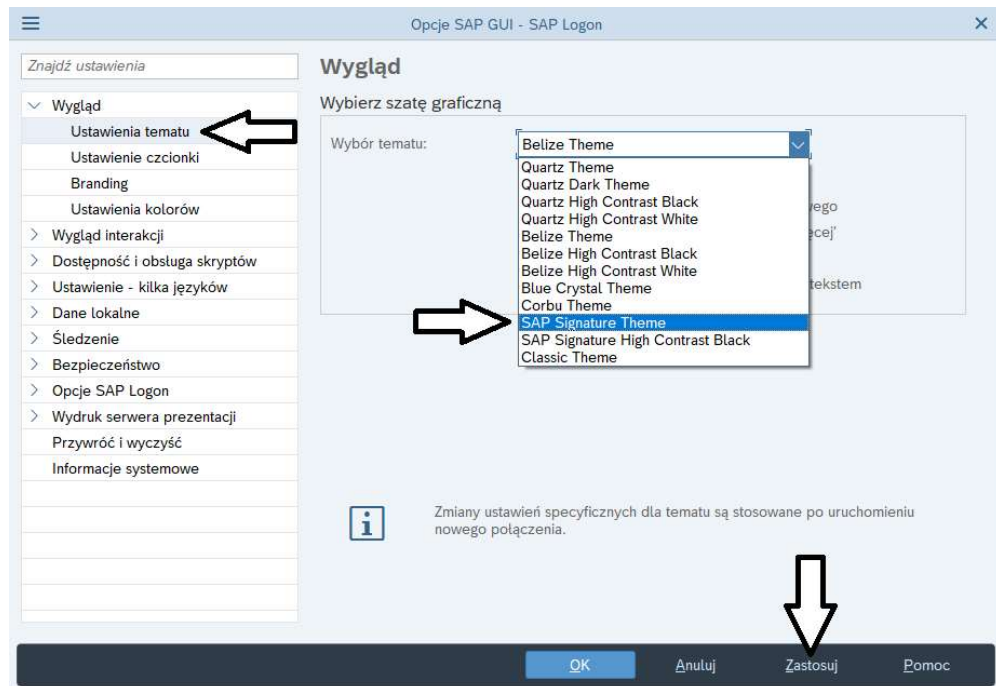 Opcje SAP GUI - SAP Logon
Znajdź ustawienia
Wygląd
Ustawienia tematu
Ustawienie czcionki
Branding
Ustawienia kolorów
Wygląd interakcji
Dostępność i obsługa skryptów
Ustawienie - kilka języków
Dane lokalne
Śledzenie
Bezpieczeństwo
Opcje SAP Logon
Wydruk serwera prezentacji
Przywróć i wyczyść
Informacje systemowe
Wygląd
Wybierz szatę graficzną
Wybór tematu:
Belize Theme
Quartz Theme
Quartz Dark Theme
Quartz High Contrast Black
Quartz High Contrast White
Belize Theme
Belize High Contrast Black
Belize High Contrast White
Blue Crystal Theme
Corbu Theme
SAP Signature Theme
SAP Signature High Contrast Black
Classic Theme
tekstem
Zmiany ustawień specyficznych dla tematu są stosowane po uruchomieniu
nowego połączenia.
OK Anuluj Zastosuj Pomoc